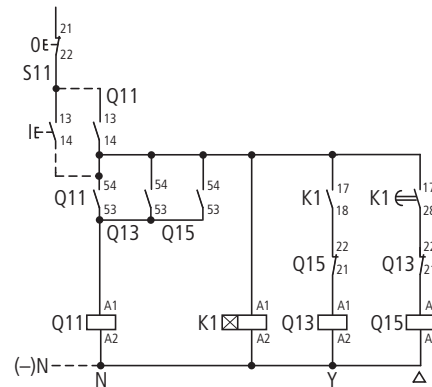 21
0
22
S11
Q11
13 13
I
14 14
54 54 54 17 17
Q11 K1 K1
53 53 53 18 28
Q13 Q15
22 22
Q15 Q13
21 21
A1 A1 A1 A1
Q11 K1 Q13 Q15
A2 A2 A2 A2
(–)N
N Y Δ